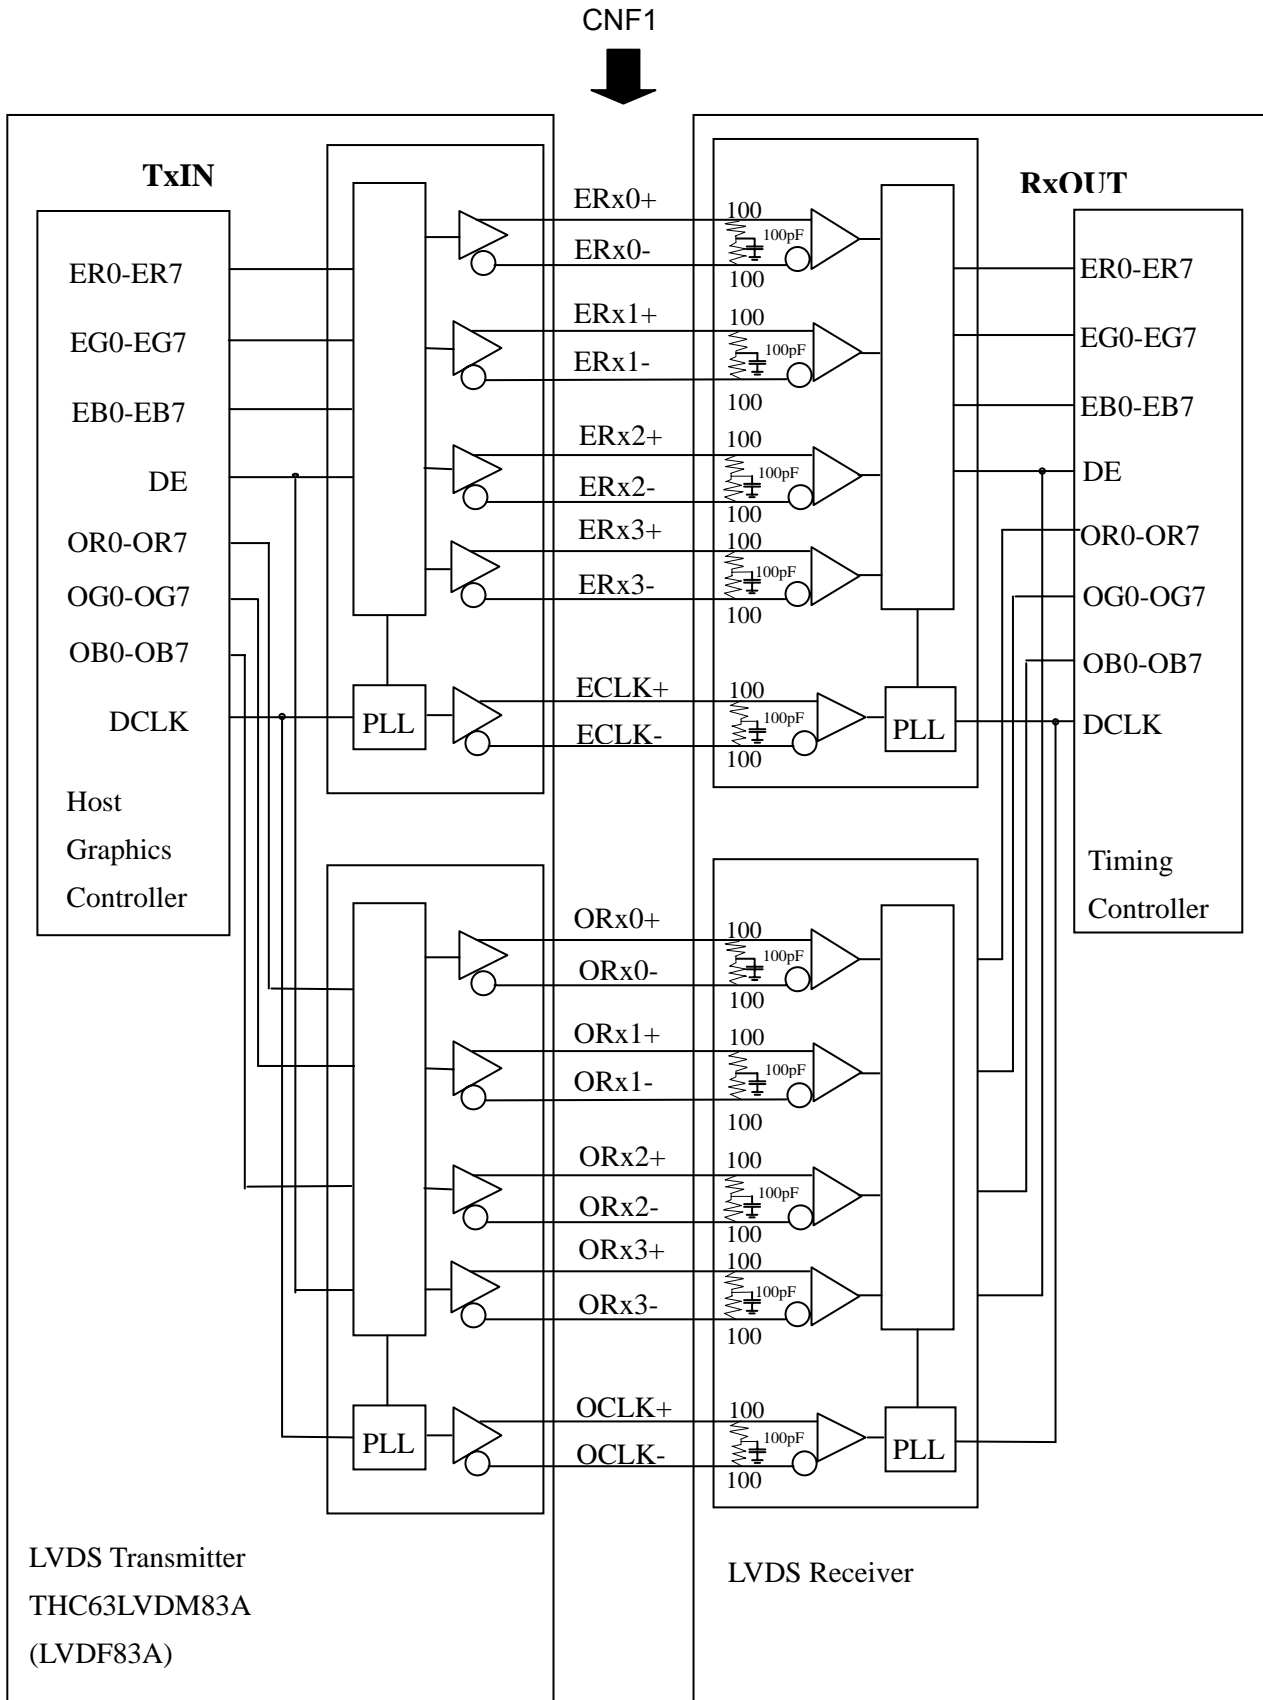 CNF1
TxIN
ER0-ER7
EG0-EG7
EB0-EB7
DE
OR0-OR7
OG0-OG7
OB0-OB7
DCLK
Host
Graphics
Controller
PLL
ERx0+
ERx0-
ERx1+
ERx1-
ERx2+
ERx2-
ERx3+
ERx3-
ECLK+
ECLK-
100
100pF
100
100
100pF
100
100
100pF
100
100
100pF
100
100
100pF
100
PLL
RxOUT
ER0-ER7
EG0-EG7
EB0-EB7
DE
OR0-OR7
OG0-OG7
OB0-OB7
DCLK
Timing
Controller
PLL
ORx0+
ORx0-
ORx1+
ORx1-
ORx2+
ORx2-
ORx3+
ORx3-
OCLK+
OCLK-
100
100pF
100
100
100pF
100
100
100pF
100
100
100pF
100
100
100pF
100
PLL
LVDS Transmitter
THC63LVDM83A
(LVDF83A)
LVDS Receiver